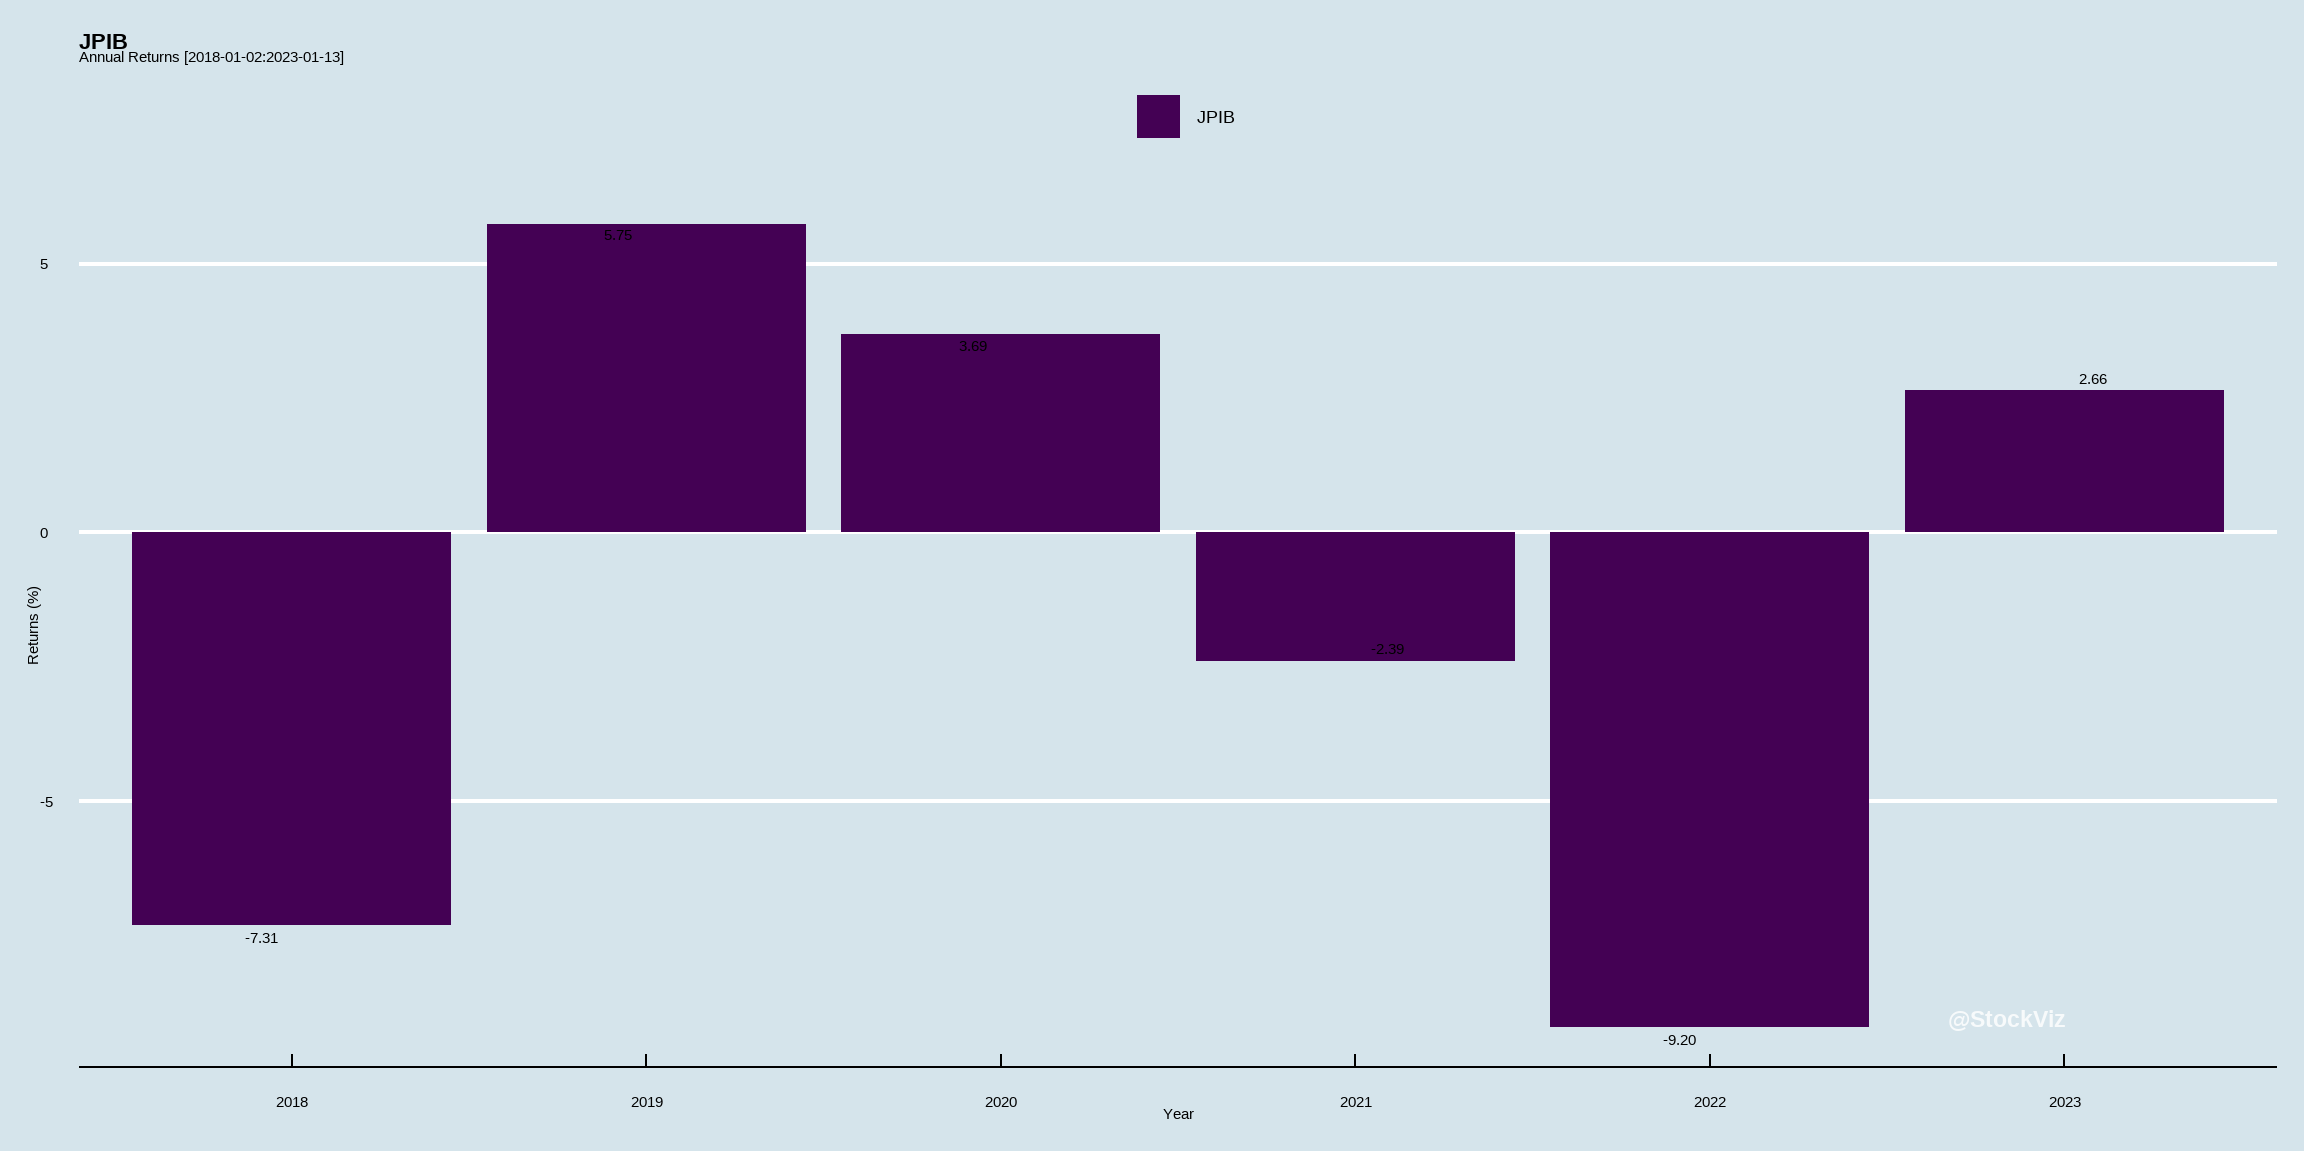 JPIB
Annual Returns [2018-01-02:2023-01-13]
JPIB
5.75
5
3.69
2.66
0
Returns (%)
-2.39
-5
-7.31
@StockViz
-9.20
2018 2019 2020 2021 2022 2023
Year